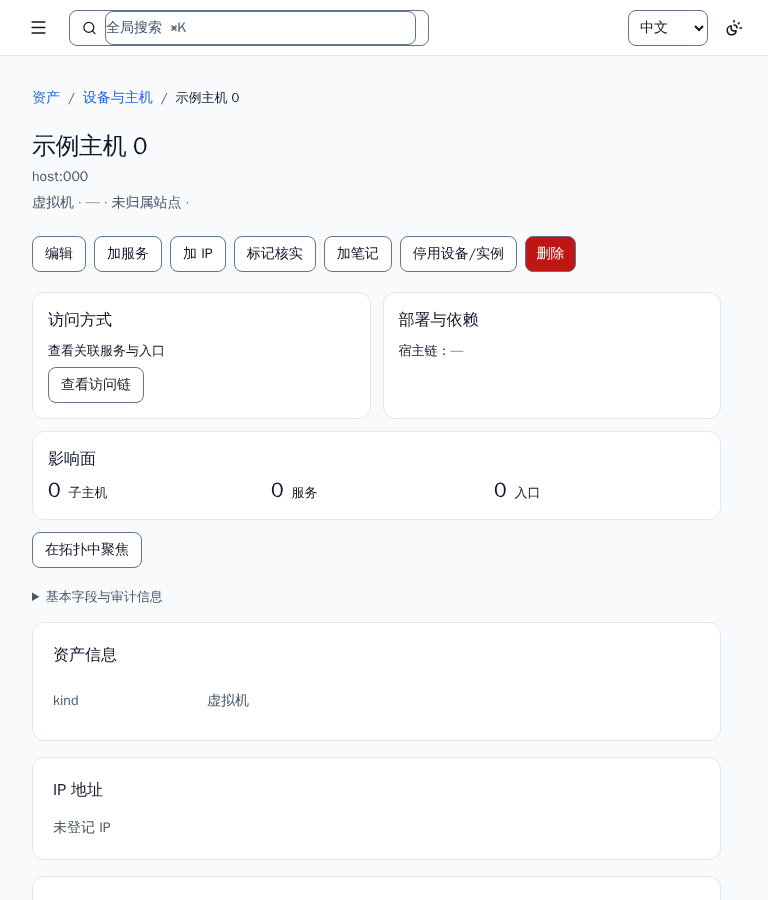 全局搜索 ⌘K
中文
资产 / 设备与主机 / 示例主机 0
示例主机 0
host:000
虚拟机 · — · 未归属站点 ·
编辑 加服务 加 IP 标记核实 加笔记 停用设备/实例 删除
访问方式
查看关联服务与入口
查看访问链
部署与依赖
宿主链：—
影响面
0 子主机 0 服务 0 入口
在拓扑中聚焦
基本字段与审计信息
资产信息
kind 虚拟机
IP 地址
未登记 IP